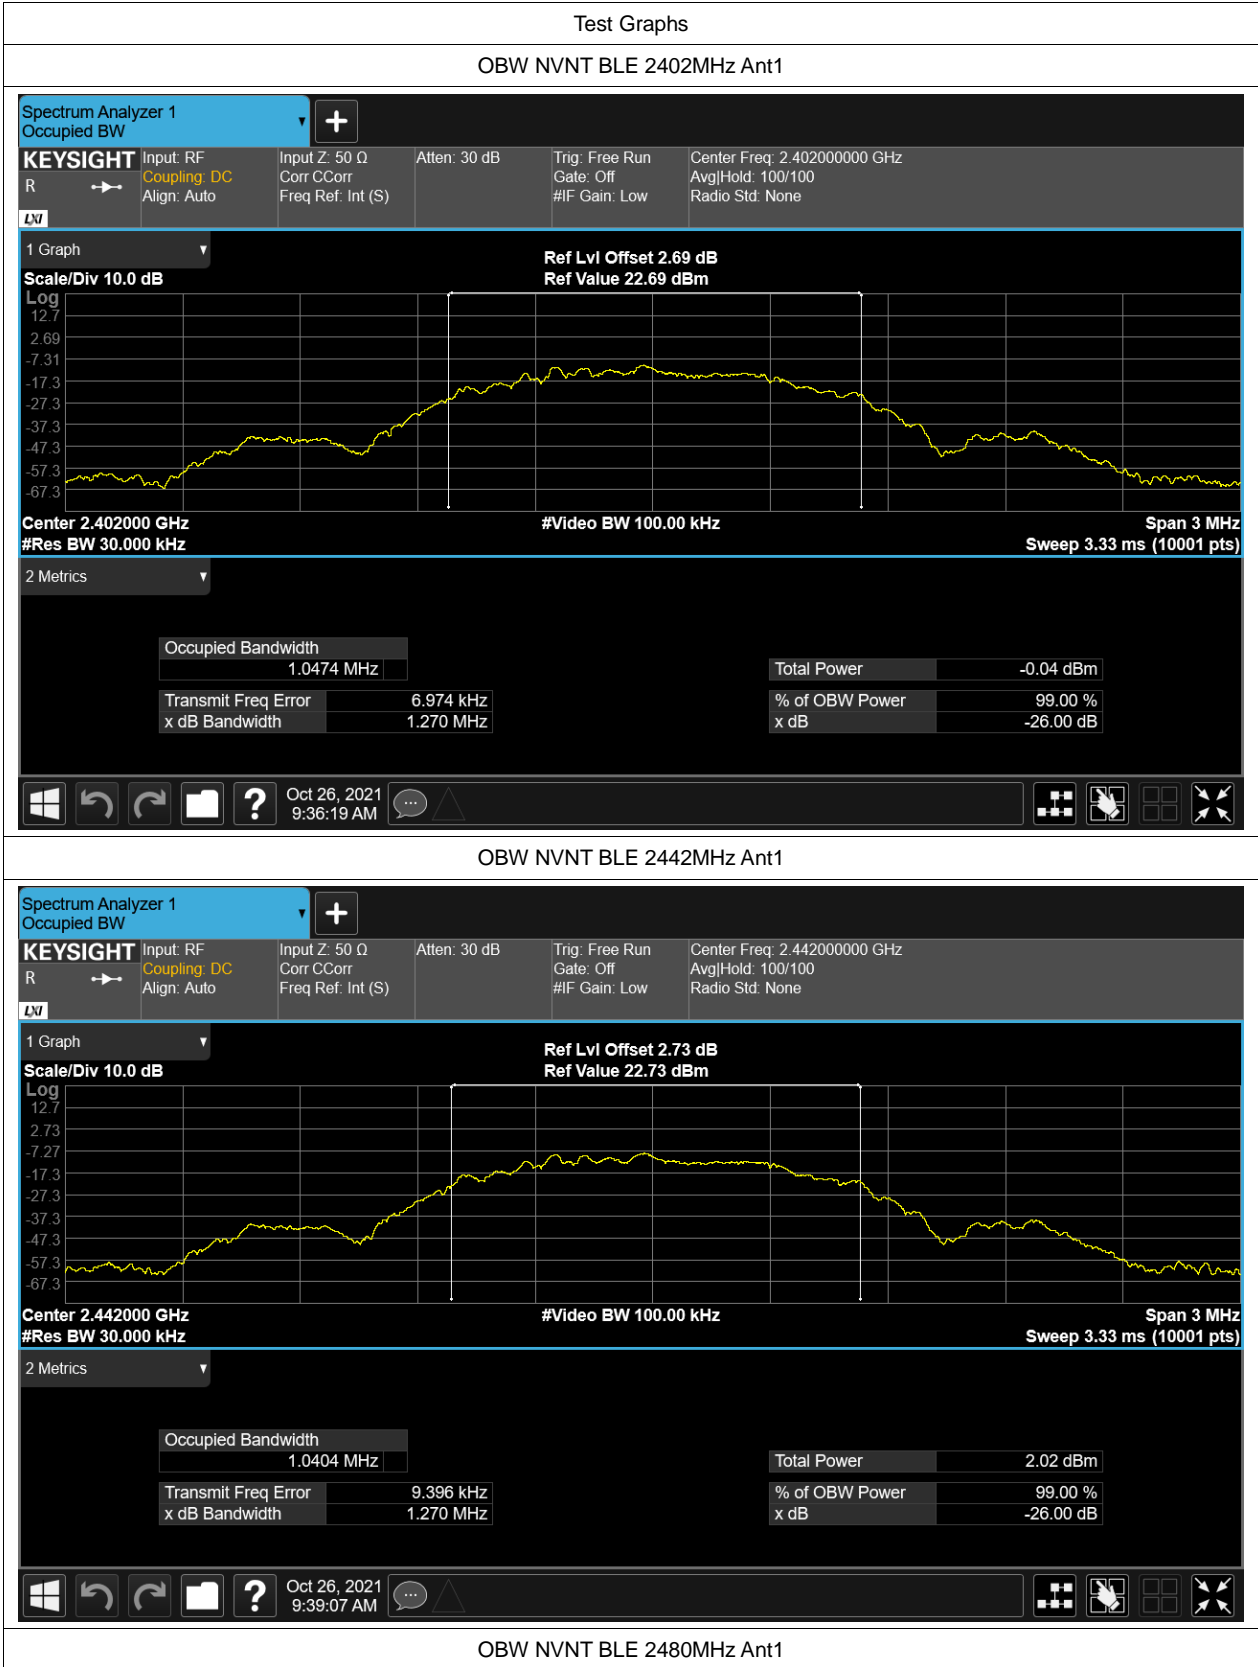 Test Graphs
OBW NVNT BLE 2402MHz Ant1
Spectrum Analyzer 1
Occupied BW
KEYSIGHT
R
LXI
Input: RF
Coupling: DC
Align: Auto
Input Z: 50 Ω
Corr CCorr
Freq Ref: Int (S)
Atten: 30 dB
Trig: Free Run
Gate: Off
#IF Gain: Low
Center Freq: 2.402000000 GHz
Avg|Hold: 100/100
Radio Std: None
1 Graph
Scale/Div 10.0 dB
Ref Lvl Offset 2.69 dB
Ref Value 22.69 dBm
Log
12.7
2.69
-7.31
-17.3
-27.3
-37.3
-47.3
-57.3
-67.3
Center 2.402000 GHz
#Video BW 100.00 kHz
Span 3 MHz
#Res BW 30.000 kHz
Sweep 3.33 ms (10001 pts)
2 Metrics
Occupied Bandwidth
1.0474 MHz
Total Power -0.04 dBm
Transmit Freq Error 6.974 kHz
% of OBW Power 99.00 %
x dB Bandwidth 1.270 MHz
x dB -26.00 dB
?
Oct 26, 2021
9:36:19 AM
OBW NVNT BLE 2442MHz Ant1
Spectrum Analyzer 1
Occupied BW
KEYSIGHT
R
LXI
Input: RF
Coupling: DC
Align: Auto
Input Z: 50 Ω
Corr CCorr
Freq Ref: Int (S)
Atten: 30 dB
Trig: Free Run
Gate: Off
#IF Gain: Low
Center Freq: 2.442000000 GHz
Avg|Hold: 100/100
Radio Std: None
1 Graph
Scale/Div 10.0 dB
Ref Lvl Offset 2.73 dB
Ref Value 22.73 dBm
Log
12.7
2.73
-7.27
-17.3
-27.3
-37.3
-47.3
-57.3
-67.3
Center 2.442000 GHz
#Video BW 100.00 kHz
Span 3 MHz
#Res BW 30.000 kHz
Sweep 3.33 ms (10001 pts)
2 Metrics
Occupied Bandwidth
1.0404 MHz
Total Power 2.02 dBm
Transmit Freq Error 9.396 kHz
% of OBW Power 99.00 %
x dB Bandwidth 1.270 MHz
x dB -26.00 dB
?
Oct 26, 2021
9:39:07 AM
OBW NVNT BLE 2480MHz Ant1